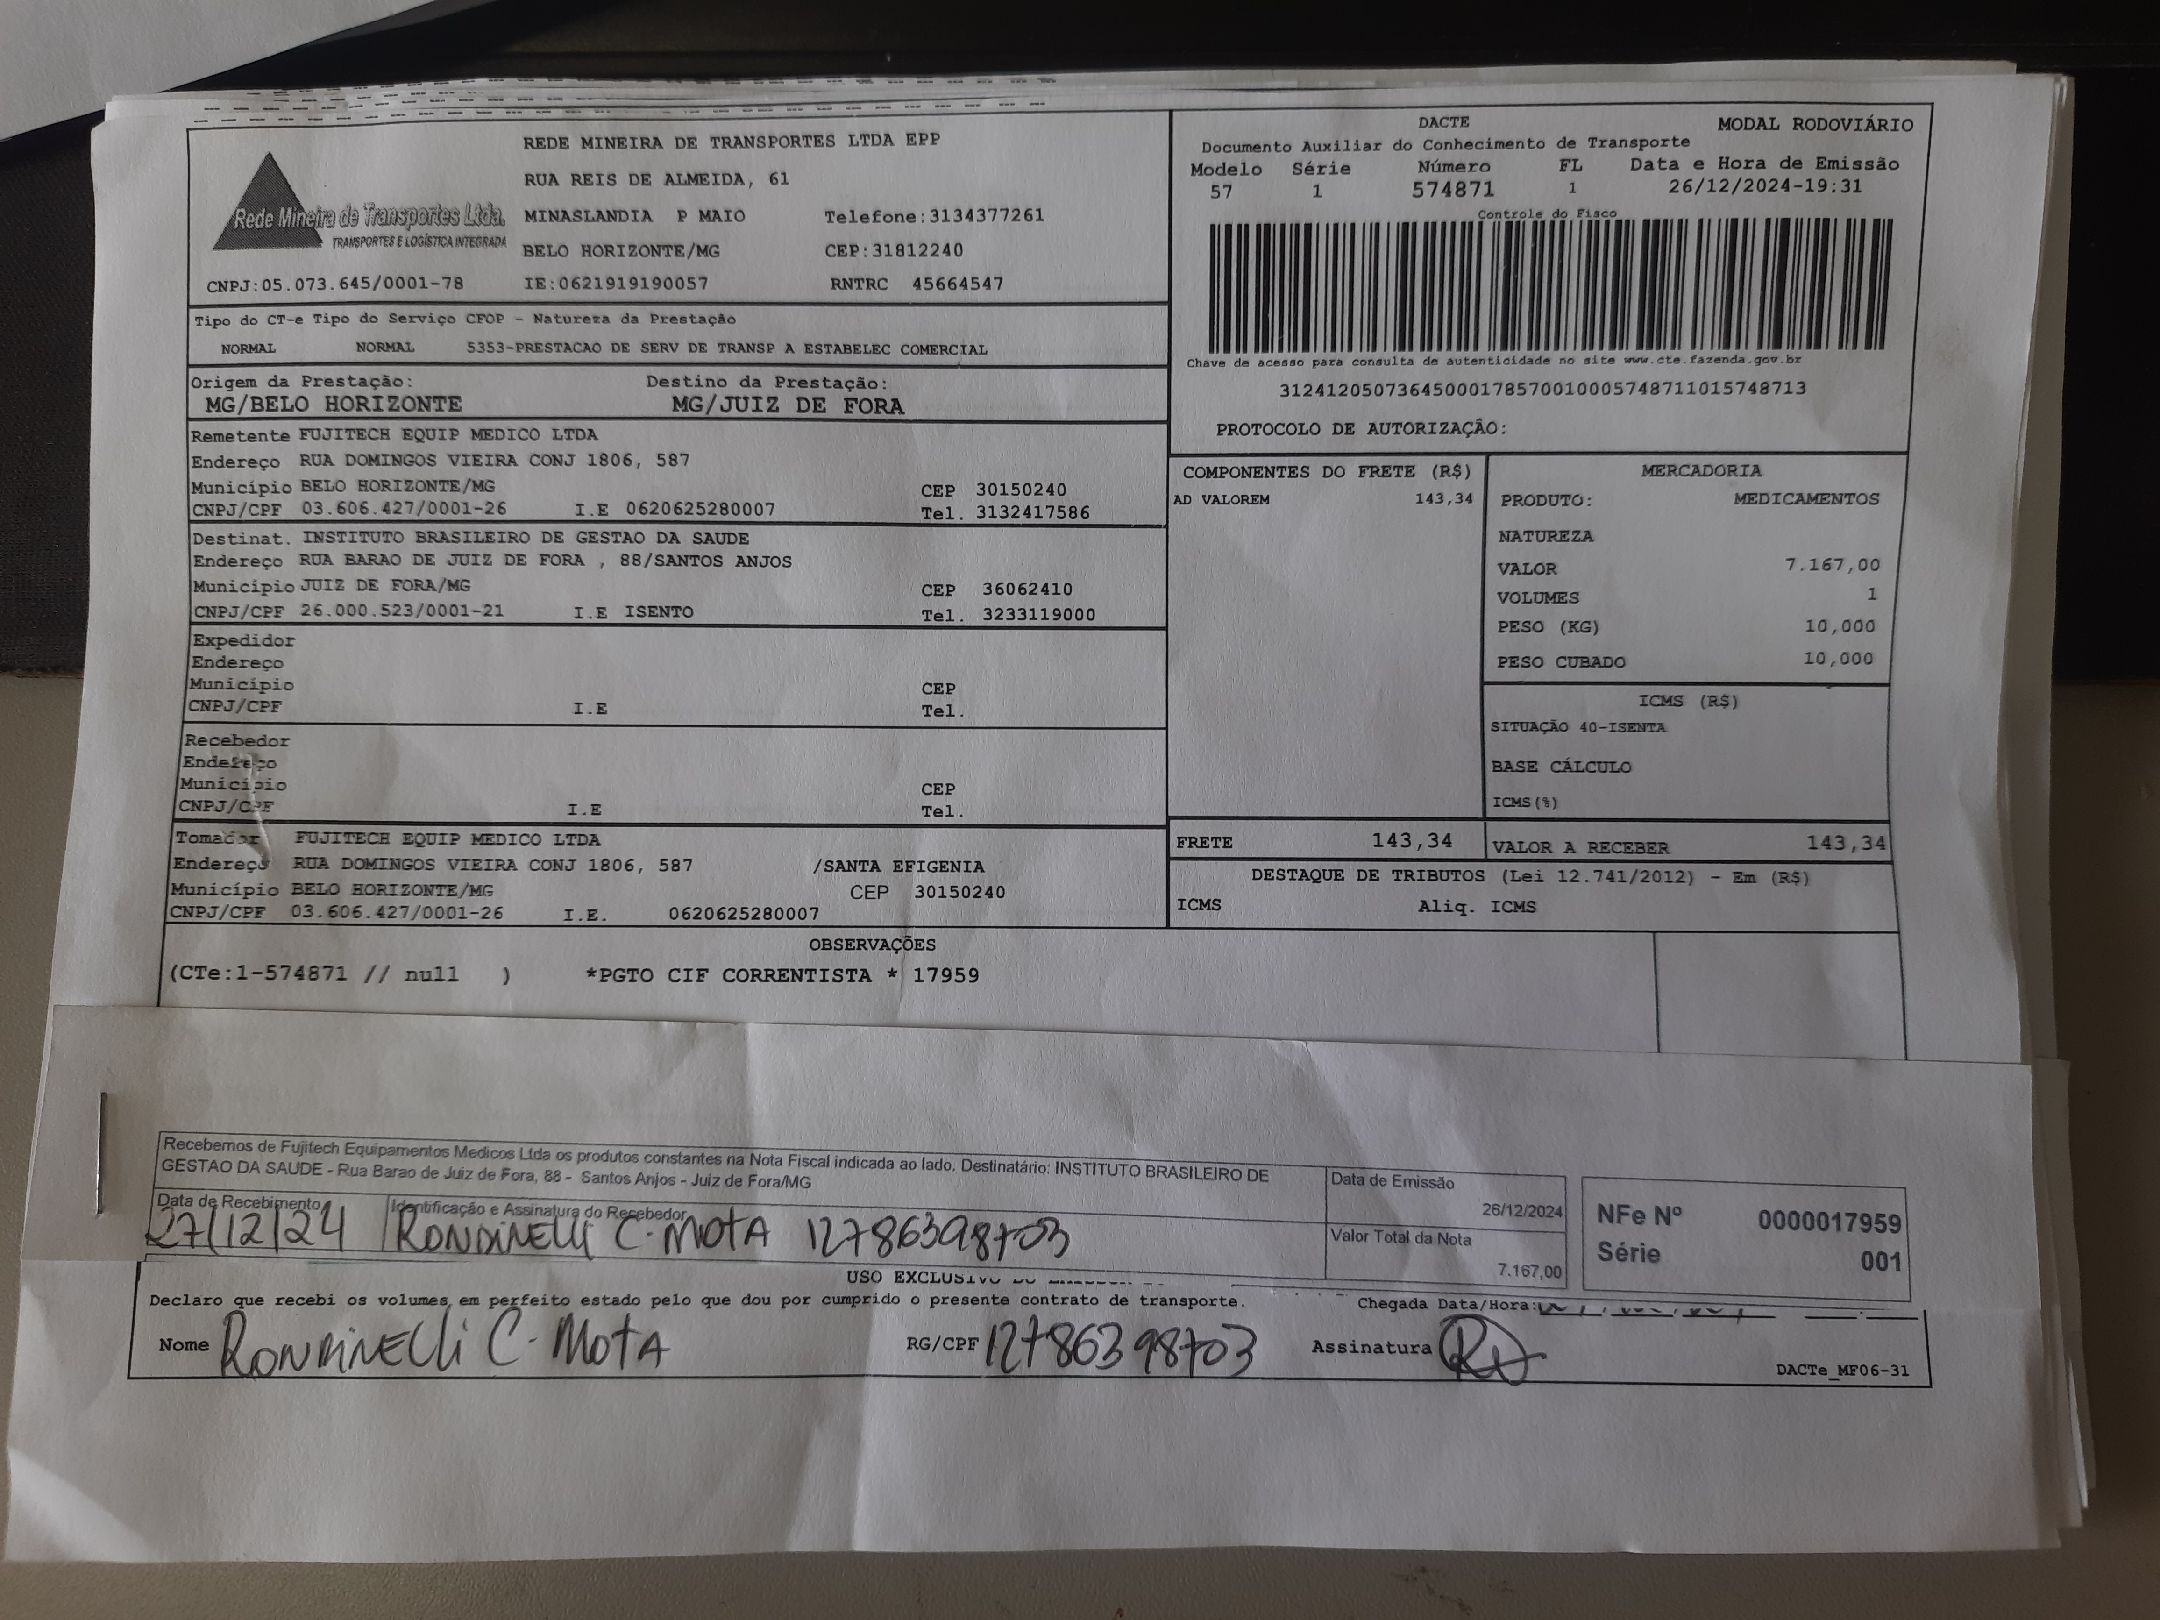 REDE MINEIRA DE TRANSPORTES LTDA EPP
RUA REIS DE ALMEIDA, 61
MINASLANDIA P MAIO Telefone:3134377261
BELO HORIZONTE/MG CEP:31812240
CNPJ:05.073.645/0001-78 IE:0621919190057 RNTRC 45664547
Rede Mineira de Transportes Ltda.
TRANSPORTES E LOGÍSTICA INTEGRADA
DACTE MODAL RODOVIÁRIO
Documento Auxiliar do Conhecimento de Transporte
Modelo Série Número FL Data e Hora de Emissão
57 1 574871 1 26/12/2024-19:31
Controle do Fisco
Chave de acesso para consulta de autenticidade no site www.cte.fazenda.gov.br
31241205073645000178570010005748711015748713
PROTOCOLO DE AUTORIZAÇÃO:
Tipo do CT-e Tipo do Serviço CFOP - Natureza da Prestação
NORMAL NORMAL 5353-PRESTACAO DE SERV DE TRANSP A ESTABELEC COMERCIAL
Origem da Prestação: Destino da Prestação:
MG/BELO HORIZONTE MG/JUIZ DE FORA
Remetente FUJITECH EQUIP MEDICO LTDA
Endereço RUA DOMINGOS VIEIRA CONJ 1806, 587
Município BELO HORIZONTE/MG CEP 30150240
CNPJ/CPF 03.606.427/0001-26 I.E 0620625280007 Tel. 3132417586
Destinat. INSTITUTO BRASILEIRO DE GESTAO DA SAUDE
Endereço RUA BARAO DE JUIZ DE FORA , 88/SANTOS ANJOS
Município JUIZ DE FORA/MG CEP 36062410
CNPJ/CPF 26.000.523/0001-21 I.E ISENTO Tel. 3233119000
Expedidor
Endereço
Município CEP
CNPJ/CPF I.E Tel.
Recebedor
Endereço
Município CEP
CNPJ/CPF I.E Tel.
Tomador FUJITECH EQUIP MEDICO LTDA
Endereço RUA DOMINGOS VIEIRA CONJ 1806, 587 /SANTA EFIGENIA
Município BELO HORIZONTE/MG CEP 30150240
CNPJ/CPF 03.606.427/0001-26 I.E. 0620625280007
COMPONENTES DO FRETE (R$)
AD VALOREM 143,34
MERCADORIA
PRODUTO: MEDICAMENTOS
NATUREZA
VALOR 7.167,00
VOLUMES 1
PESO (KG) 10,000
PESO CUBADO 10,000
ICMS (R$)
SITUAÇÃO 40-ISENTA
BASE CÁLCULO
ICMS(%)
FRETE 143,34 VALOR A RECEBER 143,34
DESTAQUE DE TRIBUTOS (Lei 12.741/2012) - Em (R$)
ICMS Aliq. ICMS
OBSERVAÇÕES
(CTe:1-574871 // null ) *PGTO CIF CORRENTISTA * 17959
Recebemos de Fujitech Equipamentos Medicos Ltda os produtos constantes na Nota Fiscal indicada ao lado. Destinatário: INSTITUTO BRASILEIRO DE
GESTAO DA SAUDE - Rua Barao de Juiz de Fora, 88 - Santos Anjos - Juiz de Fora/MG
Data de Recebimento Identificação e Assinatura do Recebedor
27/12/24 RONDINELLI C. MOTA 12786398703
Data de Emissão
26/12/2024
Valor Total da Nota
7.167,00
NFe Nº 0000017959
Série 001
USO EXCLUSIVO
Declaro que recebi os volumes em perfeito estado pelo que dou por cumprido o presente contrato de transporte. Chegada Data/Hora:
Nome RONDINELLI C. MOTA RG/CPF 12786398703 Assinatura
DACTe_MF06-31